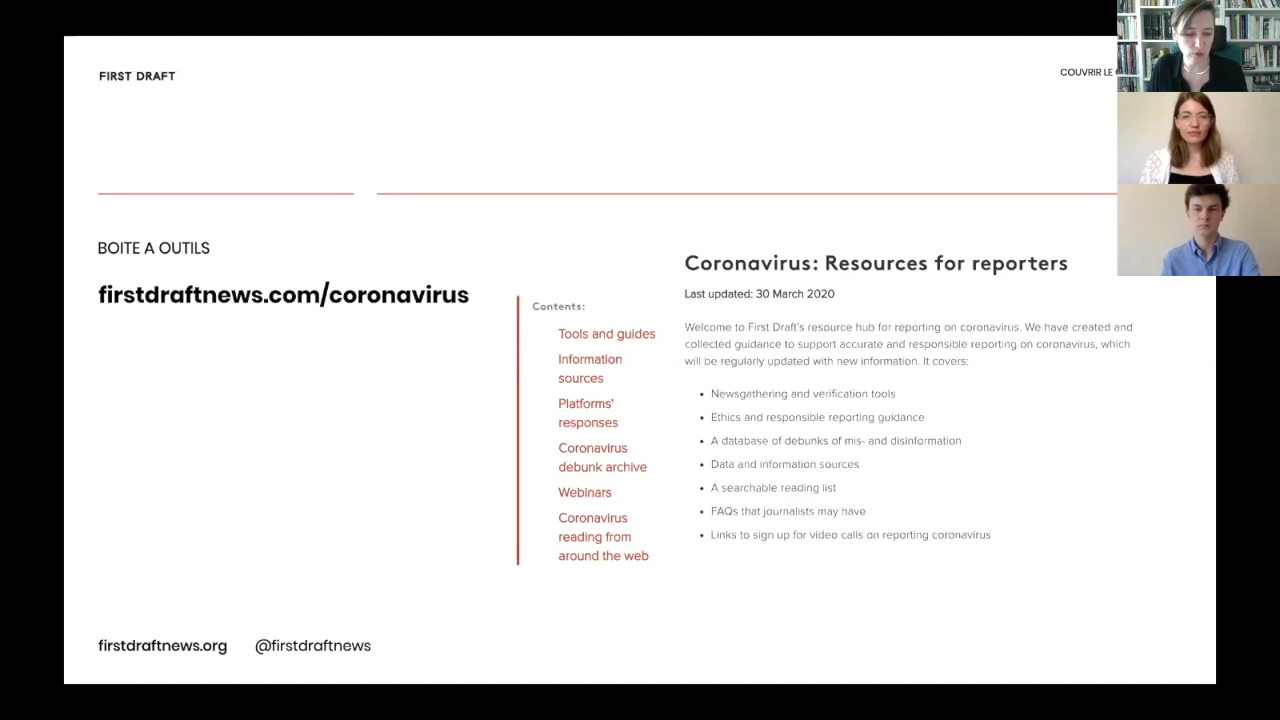 FIRST DRAFT
COUVRIR LE
BOITE A OUTILS
firstdraftnews.com/coronavirus
Contents:
Tools and guides
Information
sources
Platforms'
responses
Coronavirus
debunk archive
Webinars
Coronavirus
reading from
around the web
Coronavirus: Resources for reporters
Last updated: 30 March 2020
Welcome to First Draft's resource hub for reporting on coronavirus. We have created and
collected guidance to support accurate and responsible reporting on coronavirus, which
will be regularly updated with new information. It covers:
• Newsgathering and verification tools
• Ethics and responsible reporting guidance
• A database of debunks of mis- and disinformation
• Data and information sources
• A searchable reading list
• FAQs that journalists may have
• Links to sign up for video calls on reporting coronavirus
firstdraftnews.org @firstdraftnews